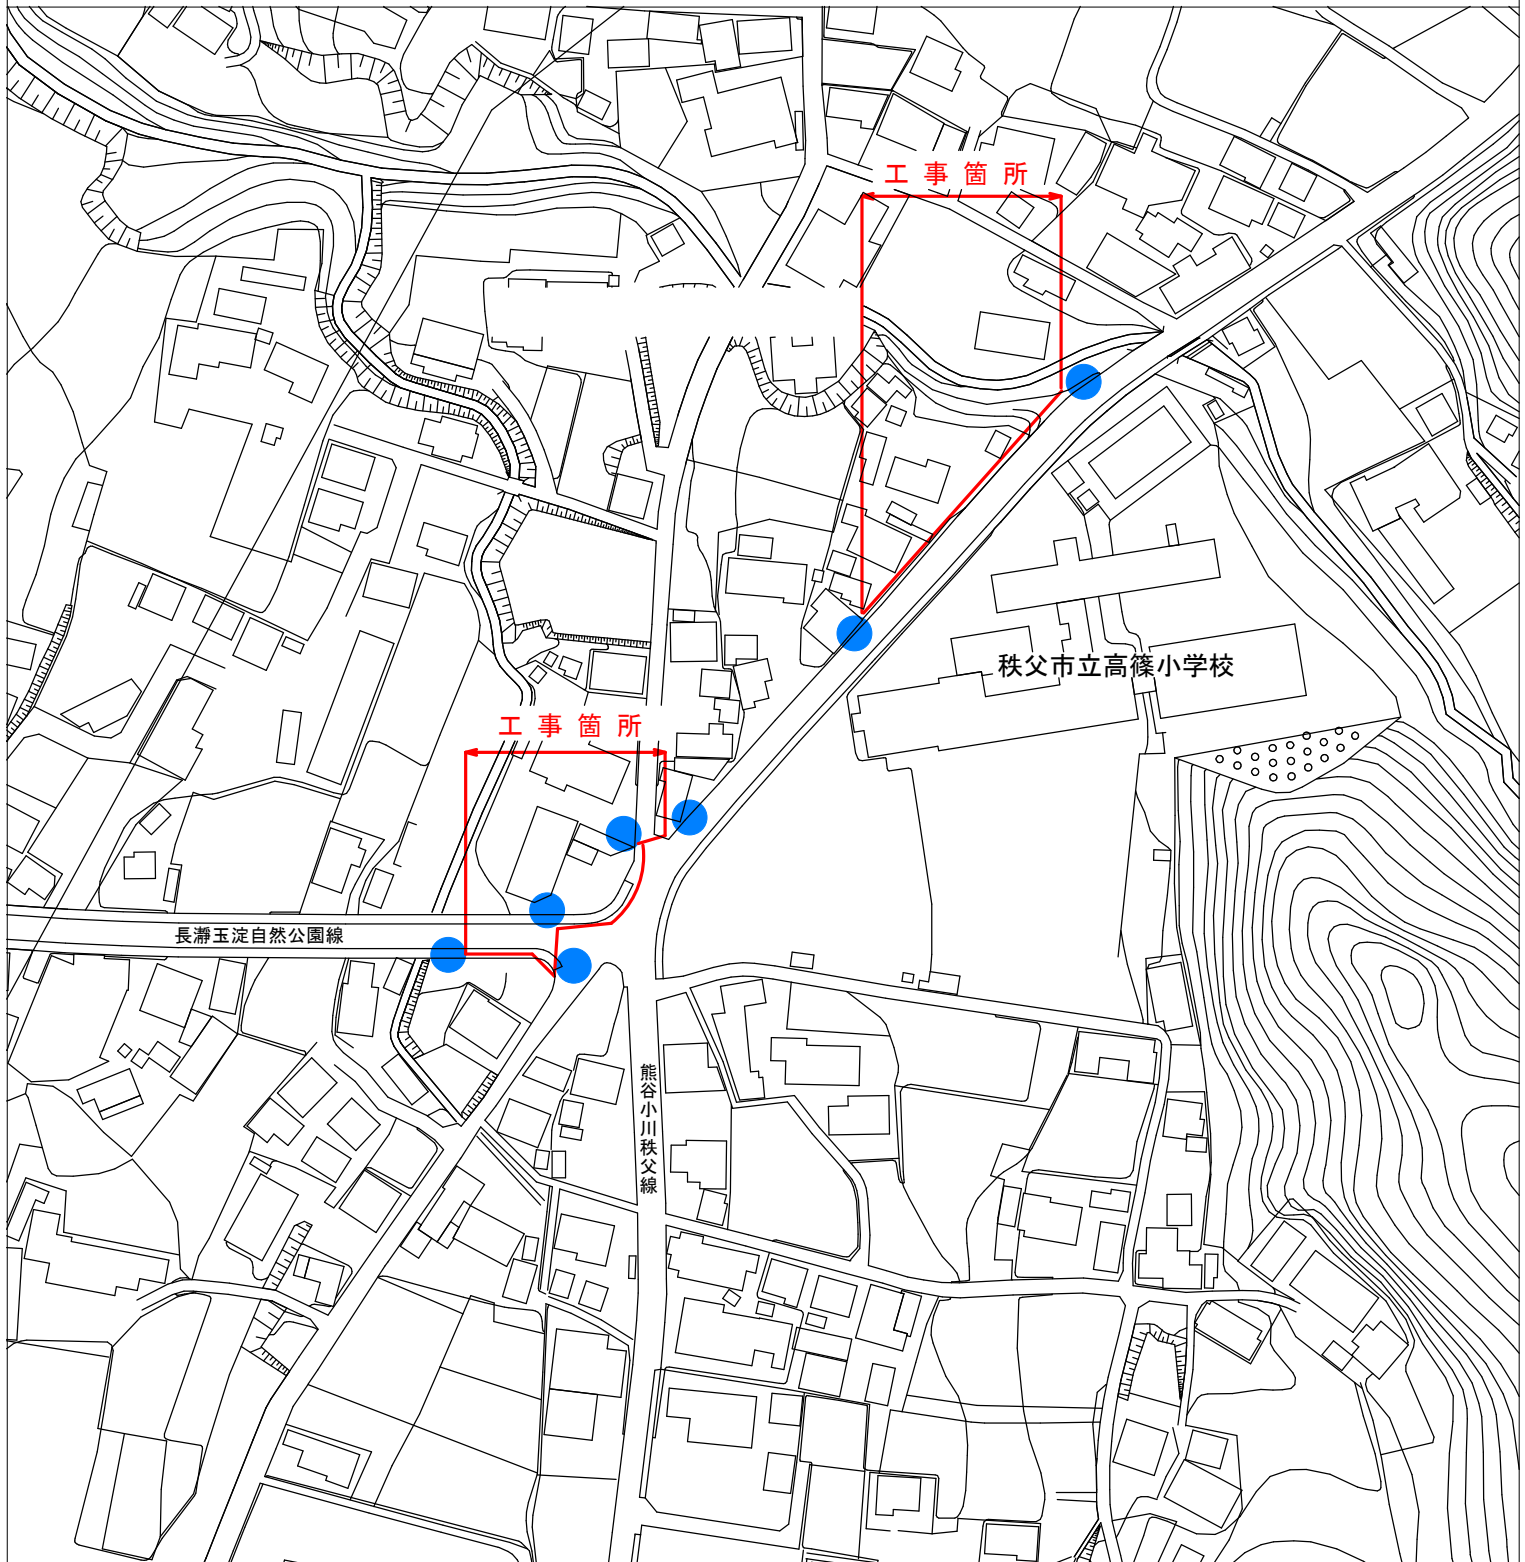 工事箇所
秩父市立高篠小学校
工事箇所
長瀞玉淀自然公園線
熊谷小川秩父線